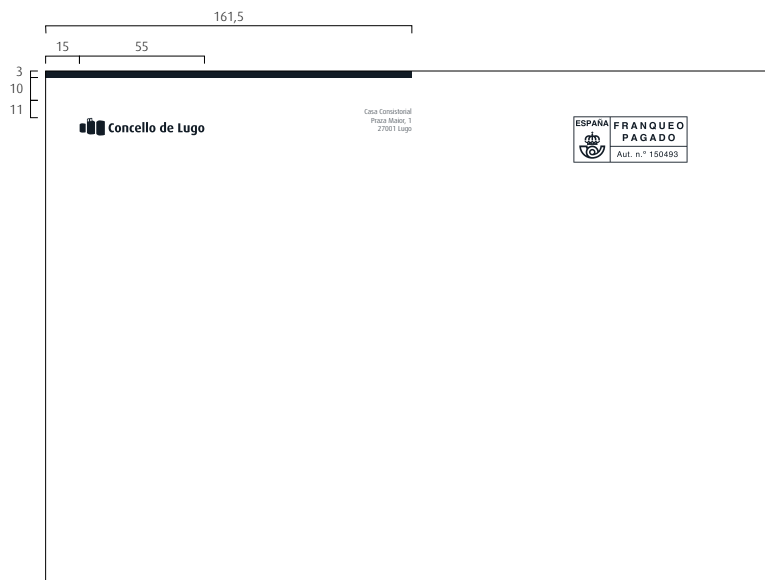 161,5
15
55
3
10
11
Concello de Lugo
Casa Consistorial
Praza Maior, 1
27001 Lugo
ESPAÑA
FRANQUEO
PAGADO
Aut. n.º 150493